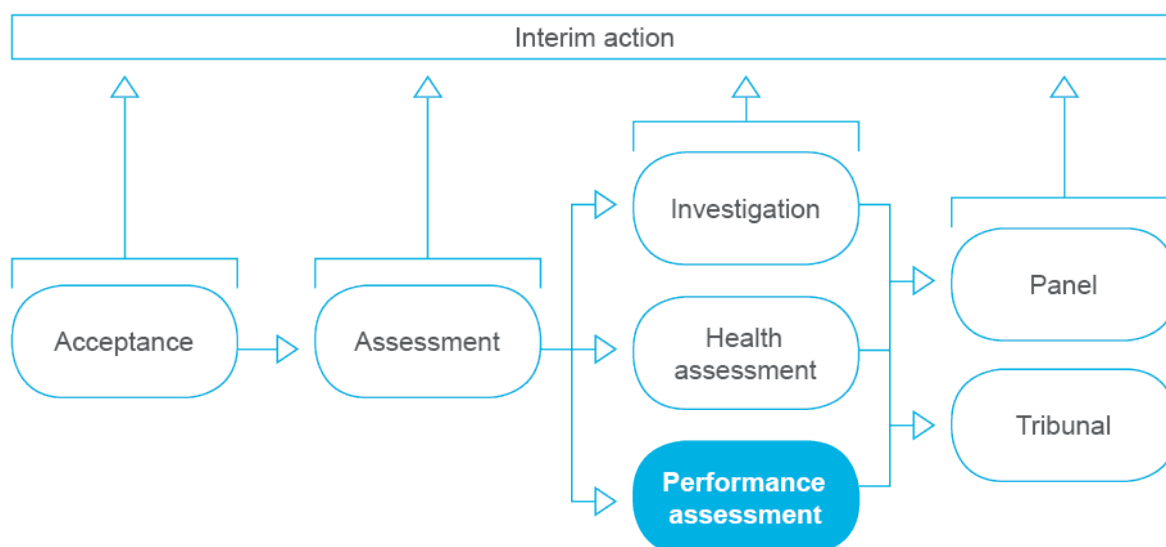 Interim action
Acceptance
Assessment
Investigation
Health
assessment
Performance
assessment
Panel
Tribunal